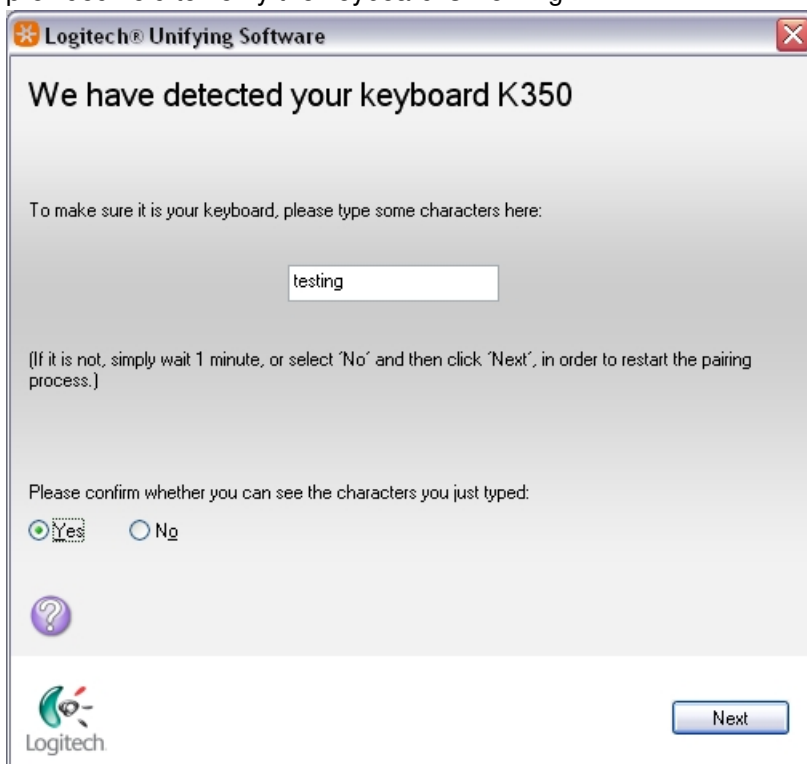 Logitech® Unifying Software
We have detected your keyboard K350
To make sure it is your keyboard, please type some characters here:
testing
(If it is not, simply wait 1 minute, or select ´No´ and then click ´Next´, in order to restart the pairing
process.)
Please confirm whether you can see the characters you just typed:
Yes No
?
Logitech
Next